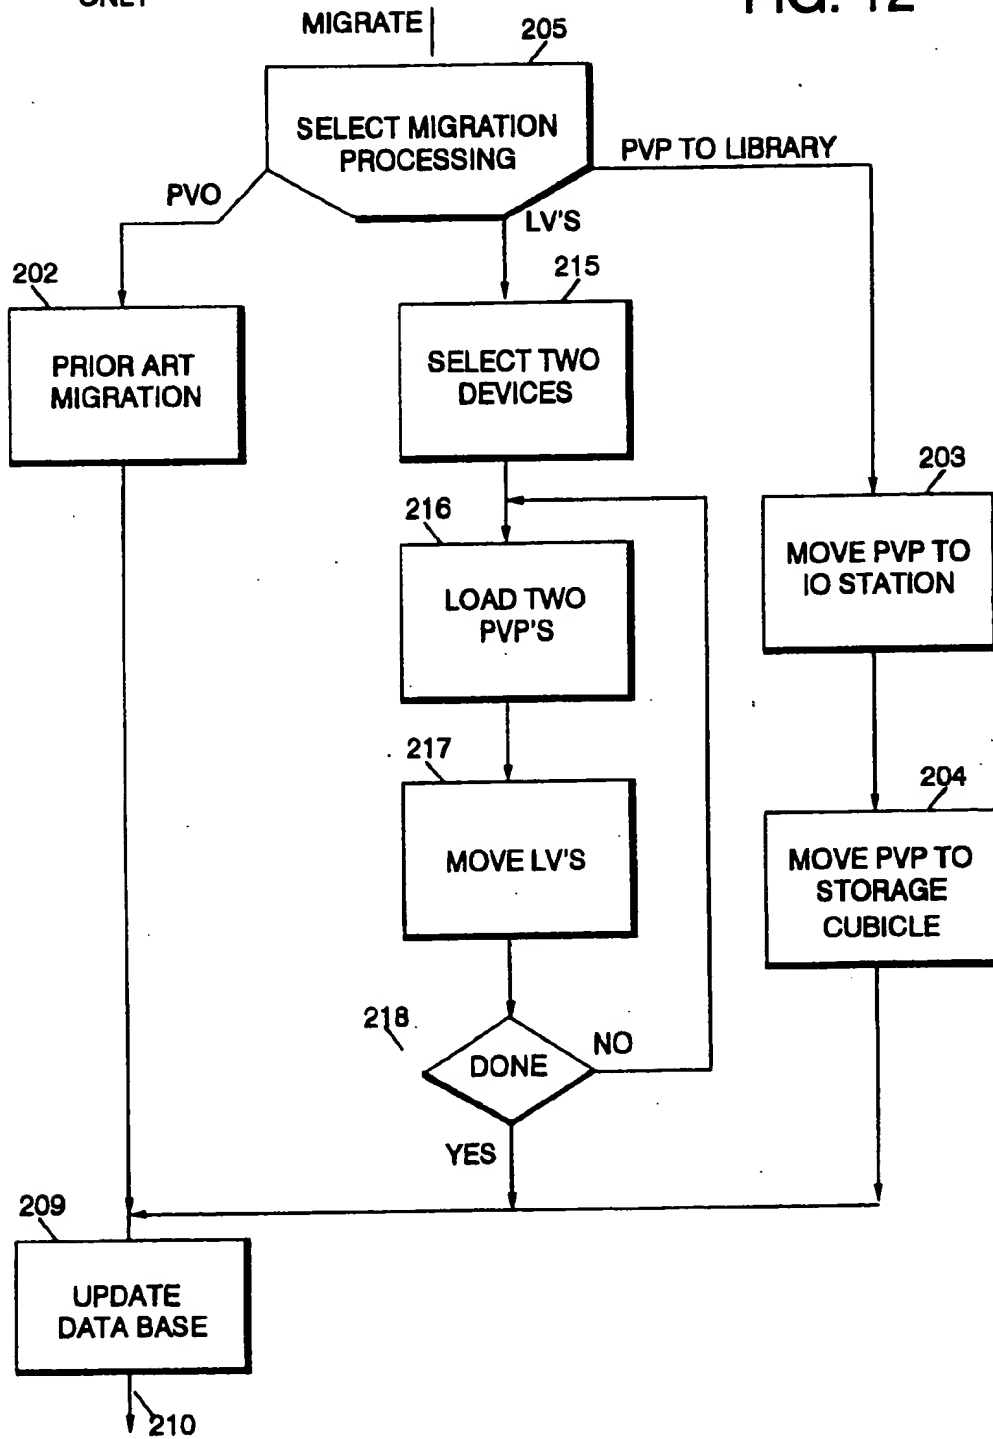 MIGRATE
205
SELECT MIGRATION
PROCESSING
PVP TO LIBRARY
PVO
LV'S
202
215
PRIOR ART
MIGRATION
SELECT TWO
DEVICES
203
216
MOVE PVP TO
IO STATION
LOAD TWO
PVP'S
217
204
MOVE LV'S
MOVE PVP TO
STORAGE
CUBICLE
218
DONE
NO
YES
209
UPDATE
DATA BASE
210